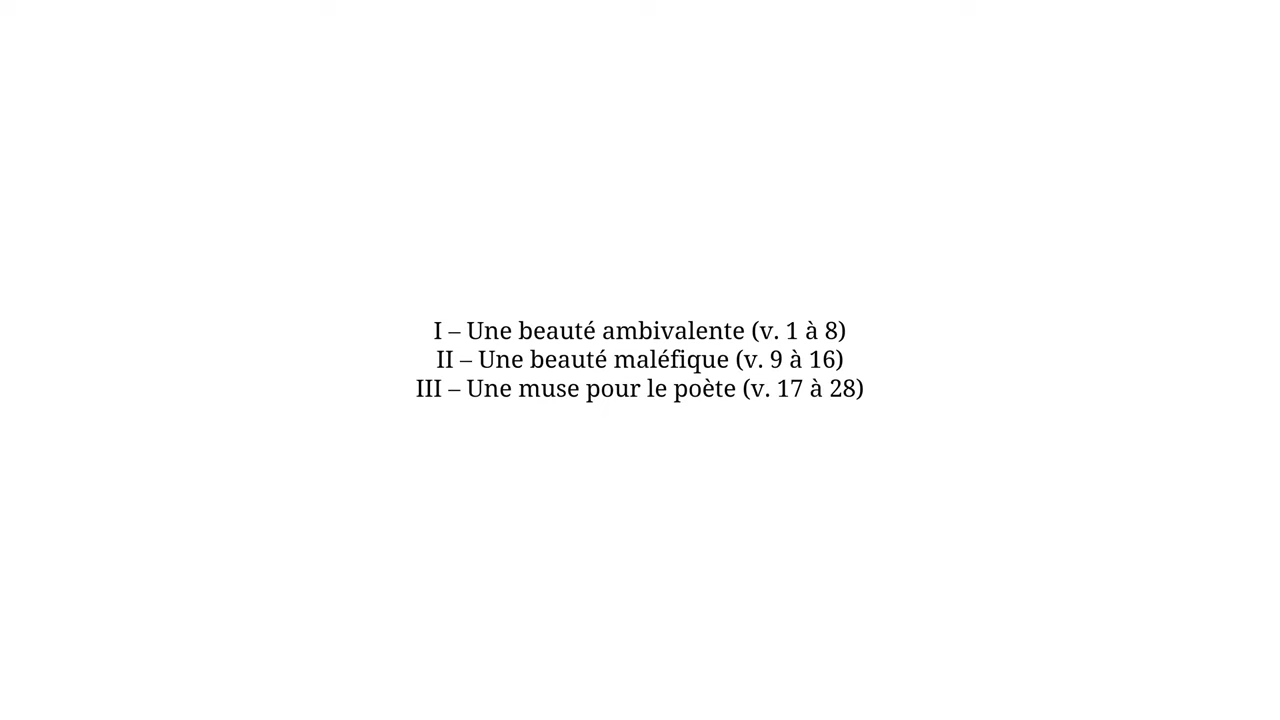 I – Une beauté ambivalente (v. 1 à 8)
II – Une beauté maléfique (v. 9 à 16)
III – Une muse pour le poète (v. 17 à 28)